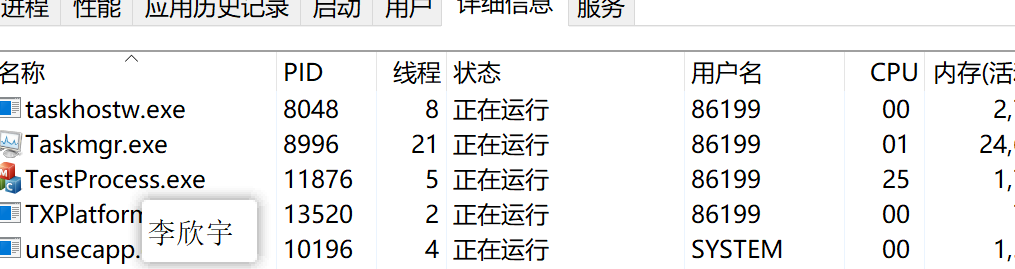 进程 性能 应用历史记录 启动 用户 详细信息 服务
名称 PID 线程 状态 用户名 CPU 内存(活
taskhostw.exe 8048 8 正在运行 86199 00 2,
Taskmgr.exe 8996 21 正在运行 86199 01 24,
TestProcess.exe 11876 5 正在运行 86199 25 1,
TXPlatform 13520 2 正在运行 86199 00
unsecapp. 10196 4 正在运行 SYSTEM 00 1,
李欣宇